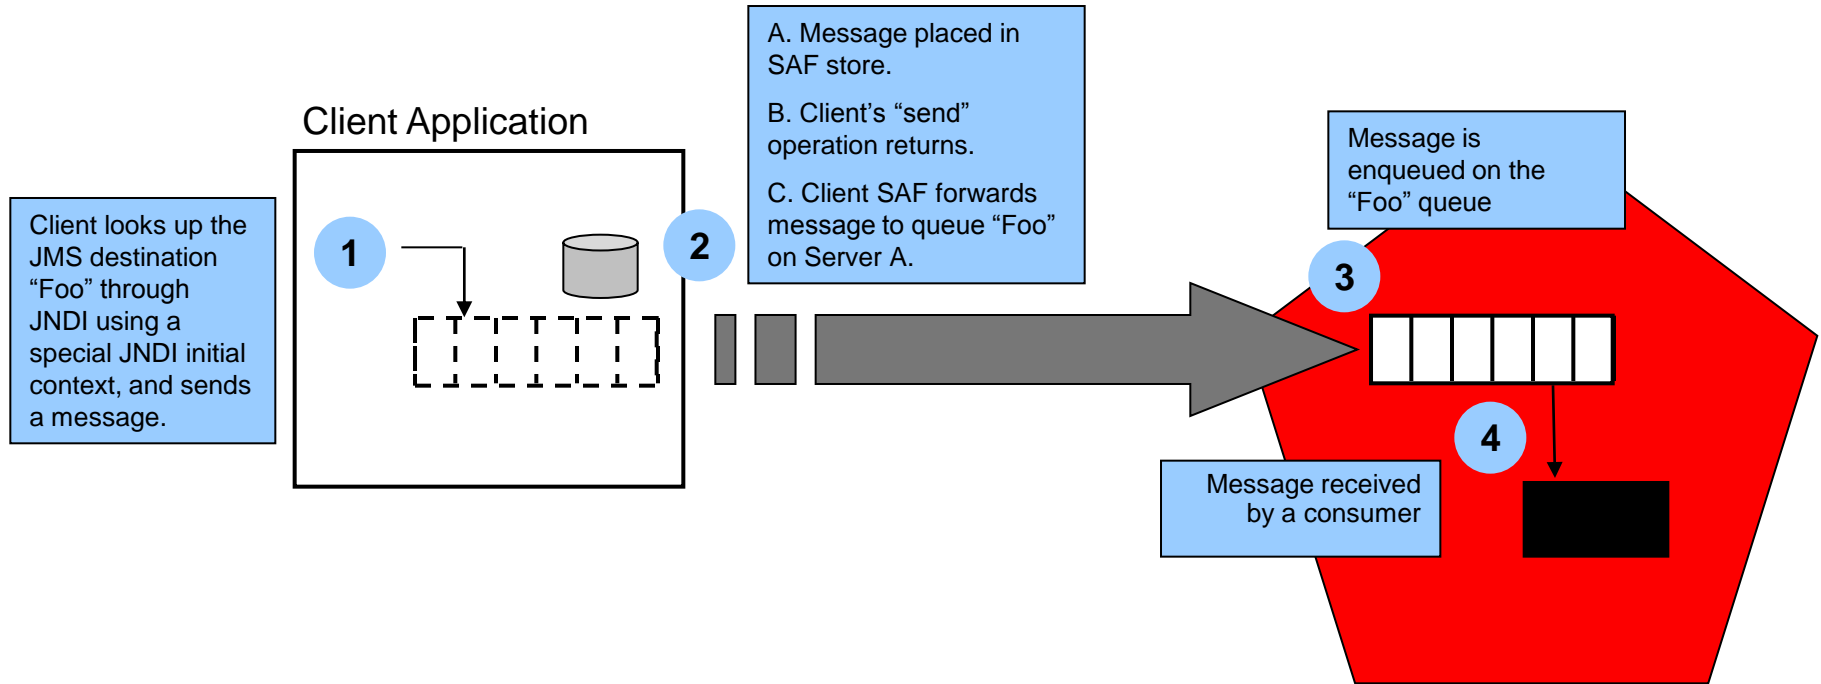 Client Application
Client looks up the
JMS destination
“Foo” through
JNDI using a
special JNDI initial
context, and sends
a message.
1
2
A. Message placed in
SAF store.
B. Client’s “send”
operation returns.
C. Client SAF forwards
message to queue “Foo”
on Server A.
Message is
enqueued on the
“Foo” queue
3
4
Message received
by a consumer